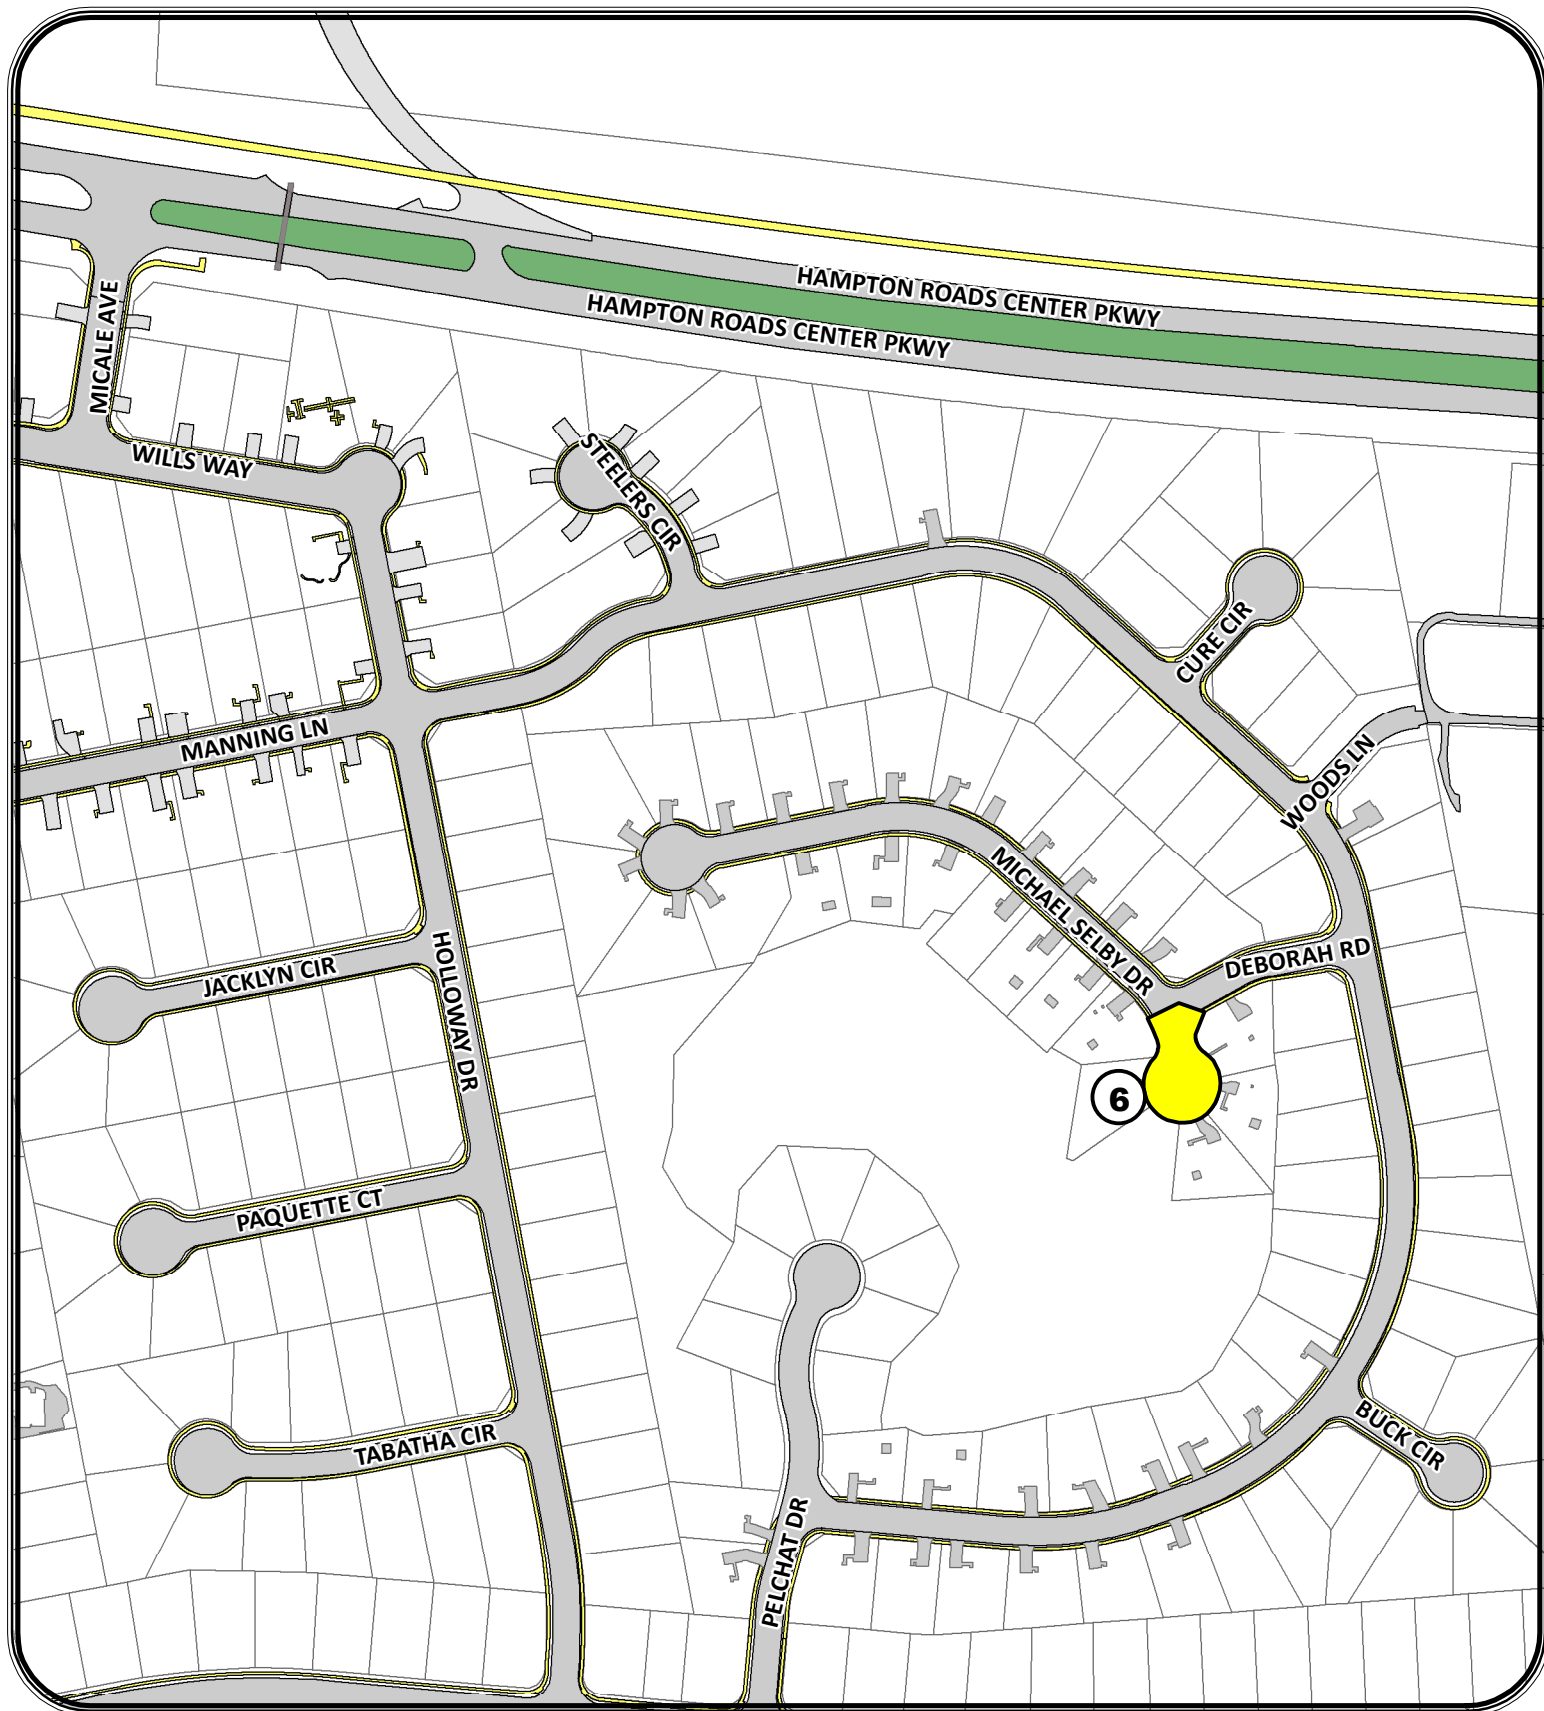 HAMPTON ROADS CENTER PKWY
HAMPTON ROADS CENTER PKWY
MICALE AVE
WILLS WAY
STEELERS CIR
CURE CIR
MANNING LN
WOODS LN
MICHAEL SELBY DR
DEBORAH RD
JACKLYN CIR
HOLLOWAY DR
6
PAQUETTE CT
TABATHA CIR
BUCK CIR
PELCHAT DR